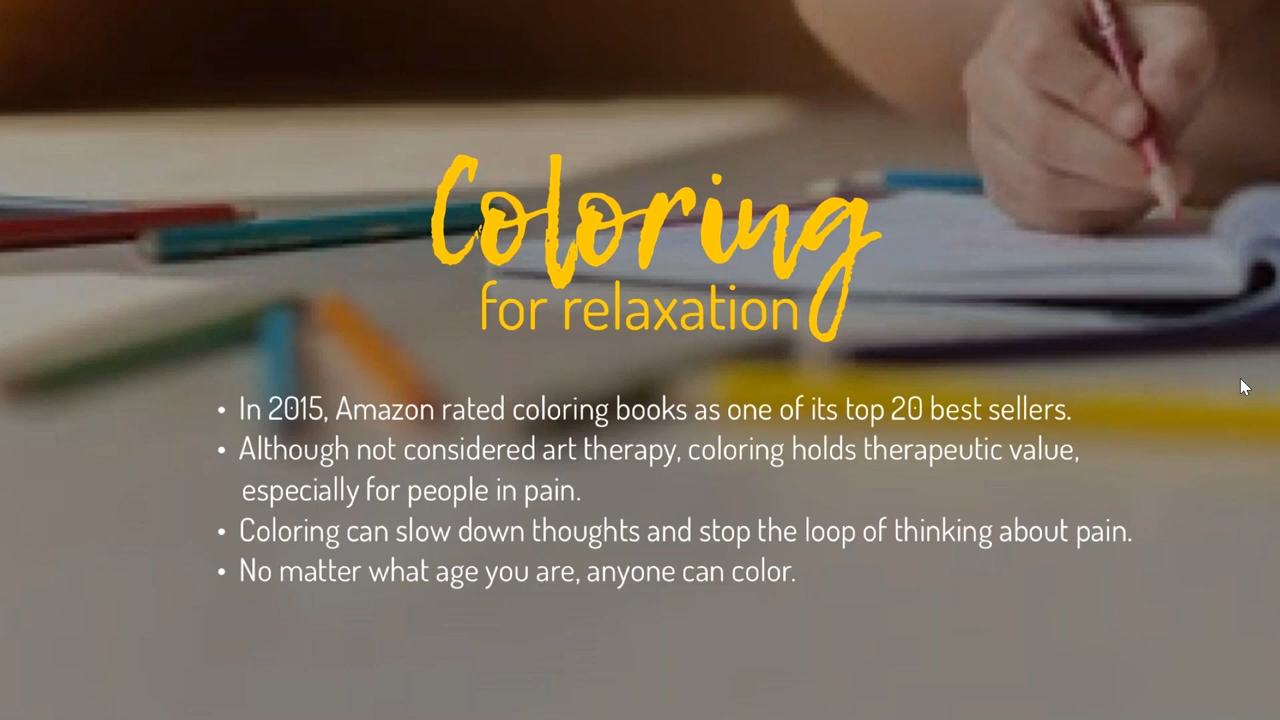 Coloring
for relaxation
• In 2015, Amazon rated coloring books as one of its top 20 best sellers.
• Although not considered art therapy, coloring holds therapeutic value,
especially for people in pain.
• Coloring can slow down thoughts and stop the loop of thinking about pain.
• No matter what age you are, anyone can color.